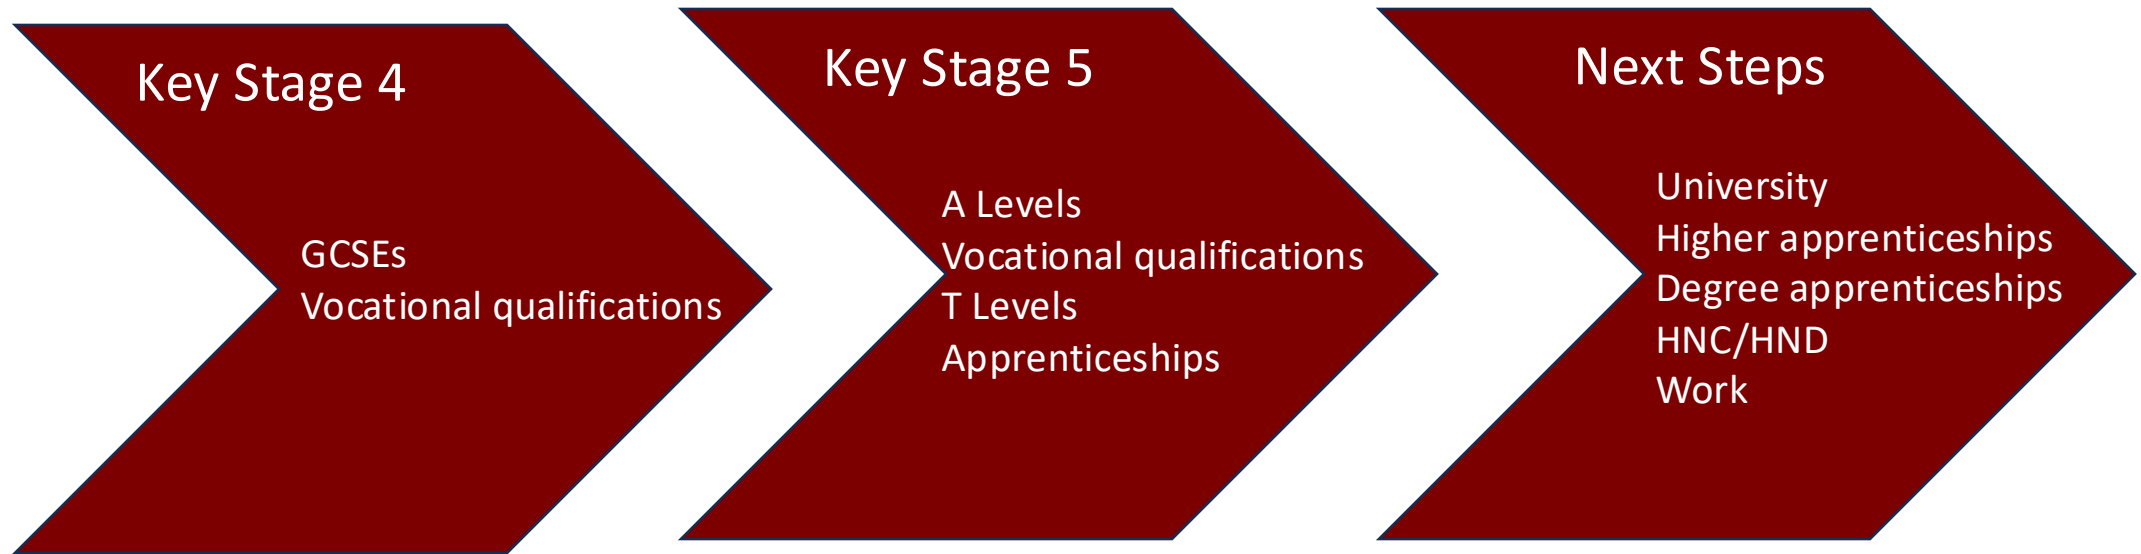 Key Stage 4
GCSEs
Vocational qualifications
Key Stage 5
A Levels
Vocational qualifications
T Levels
Apprenticeships
Next Steps
University
Higher apprenticeships
Degree apprenticeships
HNC/HND
Work